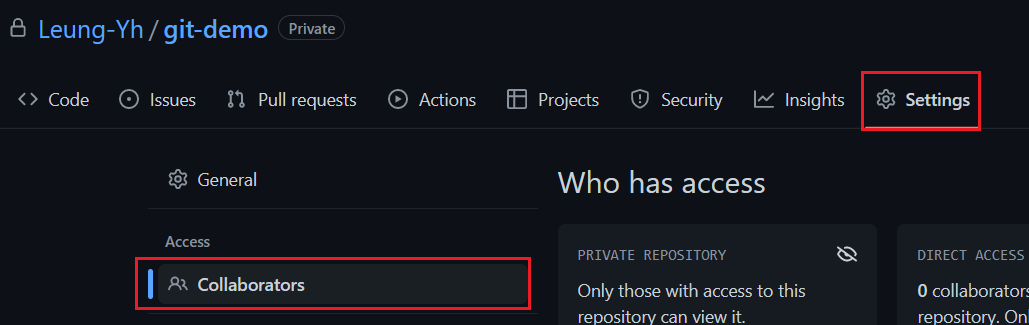 Leung-Yh / git-demo Private
Code Issues Pull requests Actions Projects Security Insights Settings
General
Who has access
Access
Collaborators
PRIVATE REPOSITORY
Only those with access to this
repository can view it.
DIRECT ACCESS
0 collaborators
repository. On